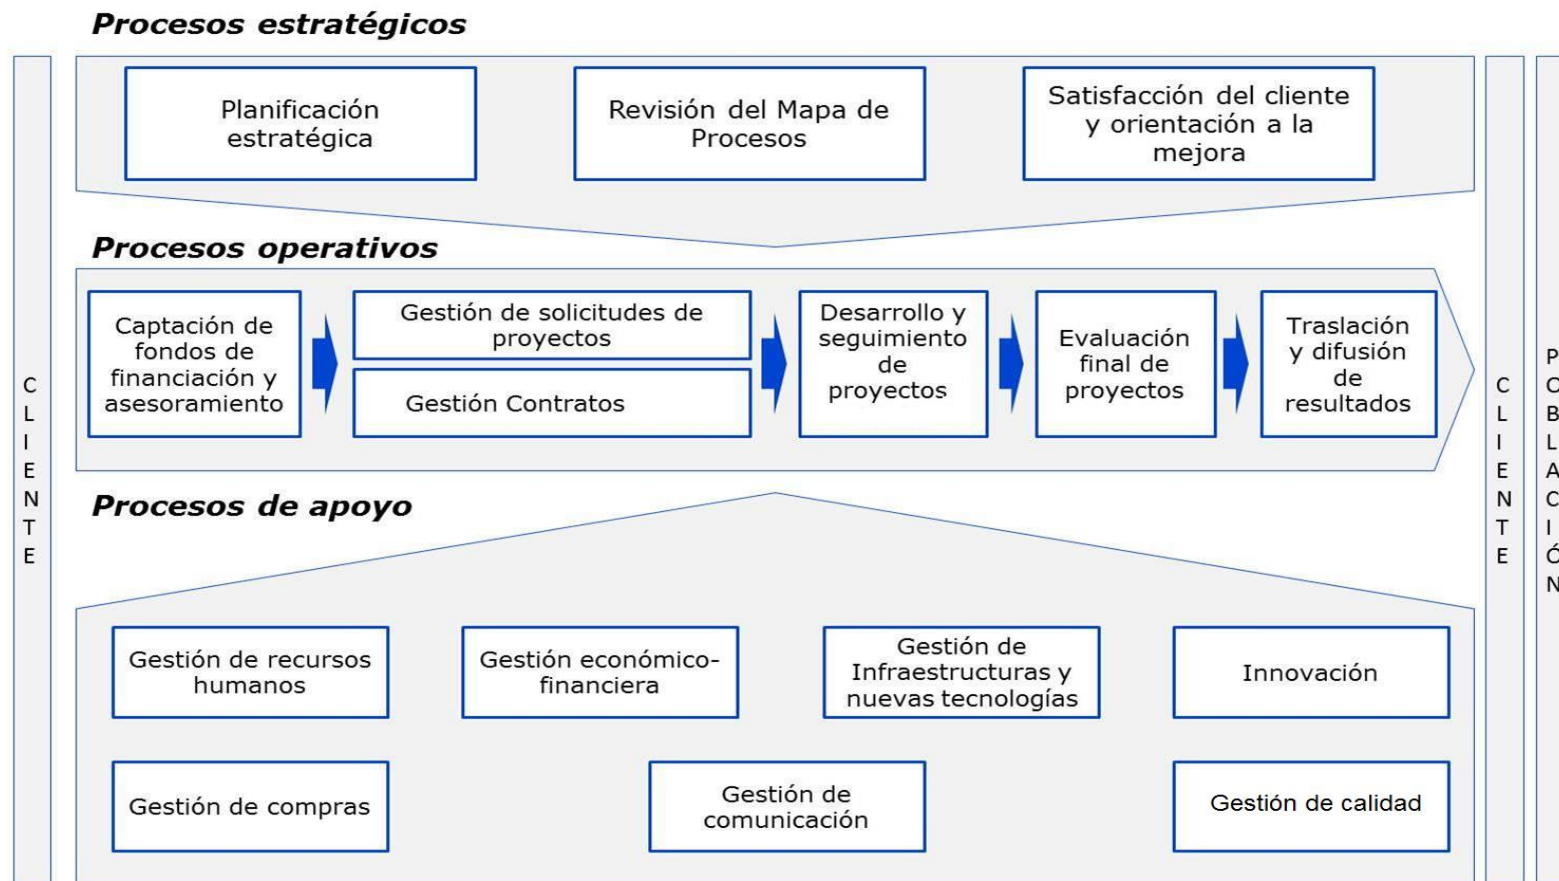 Procesos estratégicos
Planificación
estratégica
Revisión del Mapa de
Procesos
Satisfacción del cliente
y orientación a la
mejora
Procesos operativos
Captación de
fondos de
financiación y
asesoramiento
Gestión de solicitudes de
proyectos
Gestión Contratos
Desarrollo y
seguimiento
de
proyectos
Evaluación
final de
proyectos
Traslación
y difusión
de
resultados
Procesos de apoyo
Gestión de recursos
humanos
Gestión económico-
financiera
Gestión de
Infraestructuras y
nuevas tecnologías
Innovación
Gestión de compras
Gestión de
comunicación
Gestión de calidad
CLIENTE
CLIENTE
POBLACIÓN